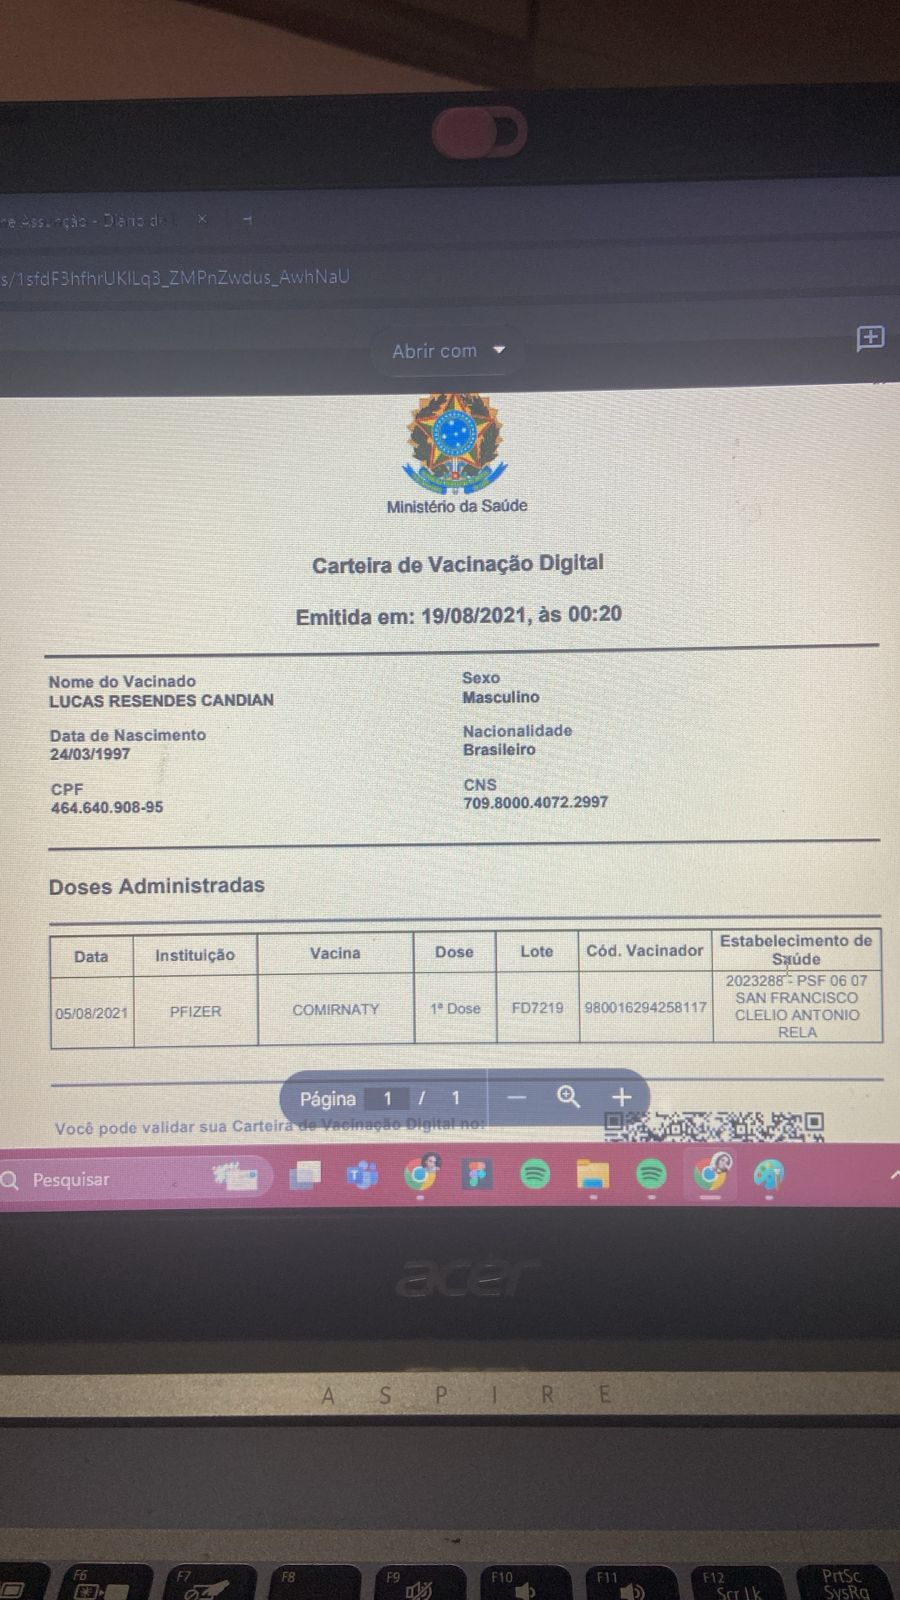 s/1sfdF3hfhrUKlLq3_ZMPnZwdus_AwhNaU
Abrir com
Ministério da Saúde
Carteira de Vacinação Digital
Emitida em: 19/08/2021, às 00:20
Nome do Vacinado
LUCAS RESENDES CANDIAN
Sexo
Masculino
Data de Nascimento
24/03/1997
Nacionalidade
Brasileiro
CPF
464.640.908-95
CNS
709.8000.4072.2997
Doses Administradas
Data Instituição Vacina Dose Lote Cód. Vacinador Estabelecimento de
Saúde
05/08/2021 PFIZER COMIRNATY 1ª Dose FD7219 980016294258117 2023288 - PSF 06 07
SAN FRANCISCO
CLELIO ANTONIO
RELA
Página 1 / 1
Você pode validar sua Carteira de Vacinação Digital no:
Pesquisar
acer
ASPIRE
F6
F7
F8
F9
F10
F11
F12
Scr Lk
PrtSc
SysRq